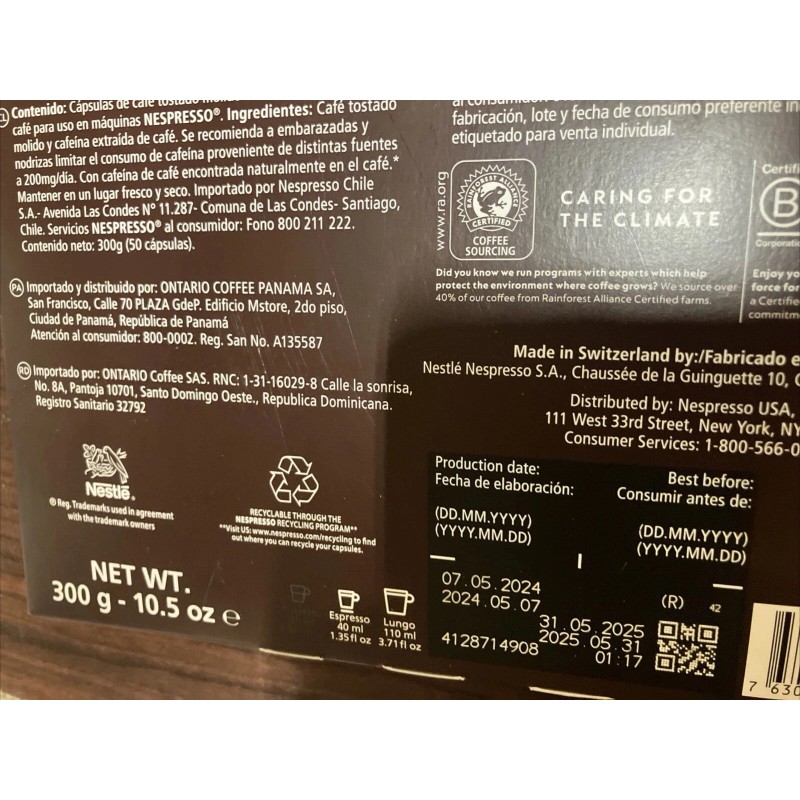 CL Contenido: Cápsulas de café tostado
café para uso en máquinas NESPRESSO®. Ingredientes: Café tostado
molido y cafeína extraída de café. Se recomienda a embarazadas y
nodrizas limitar el consumo de cafeína proveniente de distintas fuentes
a 200mg/día. Con cafeína de café encontrada naturalmente en el café.*
Mantener en un lugar fresco y seco. Importado por Nespresso Chile
S.A.- Avenida Las Condes N° 11.287- Comuna de Las Condes- Santiago,
Chile. Servicios NESPRESSO® al consumidor: Fono 800 211 222.
Contenido neto: 300g (50 cápsulas).
PA Importado y distribuido por: ONTARIO COFFEE PANAMA SA,
San Francisco, Calle 70 PLAZA GdeP. Edificio Mstore, 2do piso,
Ciudad de Panamá, República de Panamá
Atención al consumidor: 800-0002. Reg. San No. A135587
RD Importado por: ONTARIO Coffee SAS. RNC: 1-31-16029-8 Calle la sonrisa,
No. 8A, Pantoja 10701, Santo Domingo Oeste., Republica Dominicana.
Registro Sanitario 32792
Nestlé®
® Reg. Trademarks used in agreement
with the trademark owners
RECYCLABLE THROUGH THE
NESPRESSO RECYCLING PROGRAM**
**Visit US: www.nespresso.com/recycling to find
out where you can recycle your capsules.
NET WT.
300 g - 10.5 oz e
Espresso
40 ml
1.35fl oz
Lungo
110 ml
3.71fl oz
al consumidor
fabricación, lote y fecha de consumo preferente in
etiquetado para venta individual.
www.ra.org
RAINFOREST ALLIANCE
CERTIFIED
COFFEE
SOURCING
CARING FOR
THE CLIMATE
Did you know we run programs with experts which help
protect the environment where coffee grows? We source over
40% of our coffee from Rainforest Alliance Certified farms.
Certifi
B
Corporatio
Enjoy yo
force for
a Certifie
commitm
Made in Switzerland by:/Fabricado e
Nestlé Nespresso S.A., Chaussée de la Guinguette 10, C
Distributed by: Nespresso USA,
111 West 33rd Street, New York, NY
Consumer Services: 1-800-566-0
Production date:
Fecha de elaboración:
(DD.MM.YYYY)
(YYYY.MM.DD)
Best before:
Consumir antes de:
(DD.MM.YYYY)
(YYYY.MM.DD)
07.05.2024
2024.05.07
(R) 42
31.05.2025
4128714908 2025.05.31
01:17
7 630